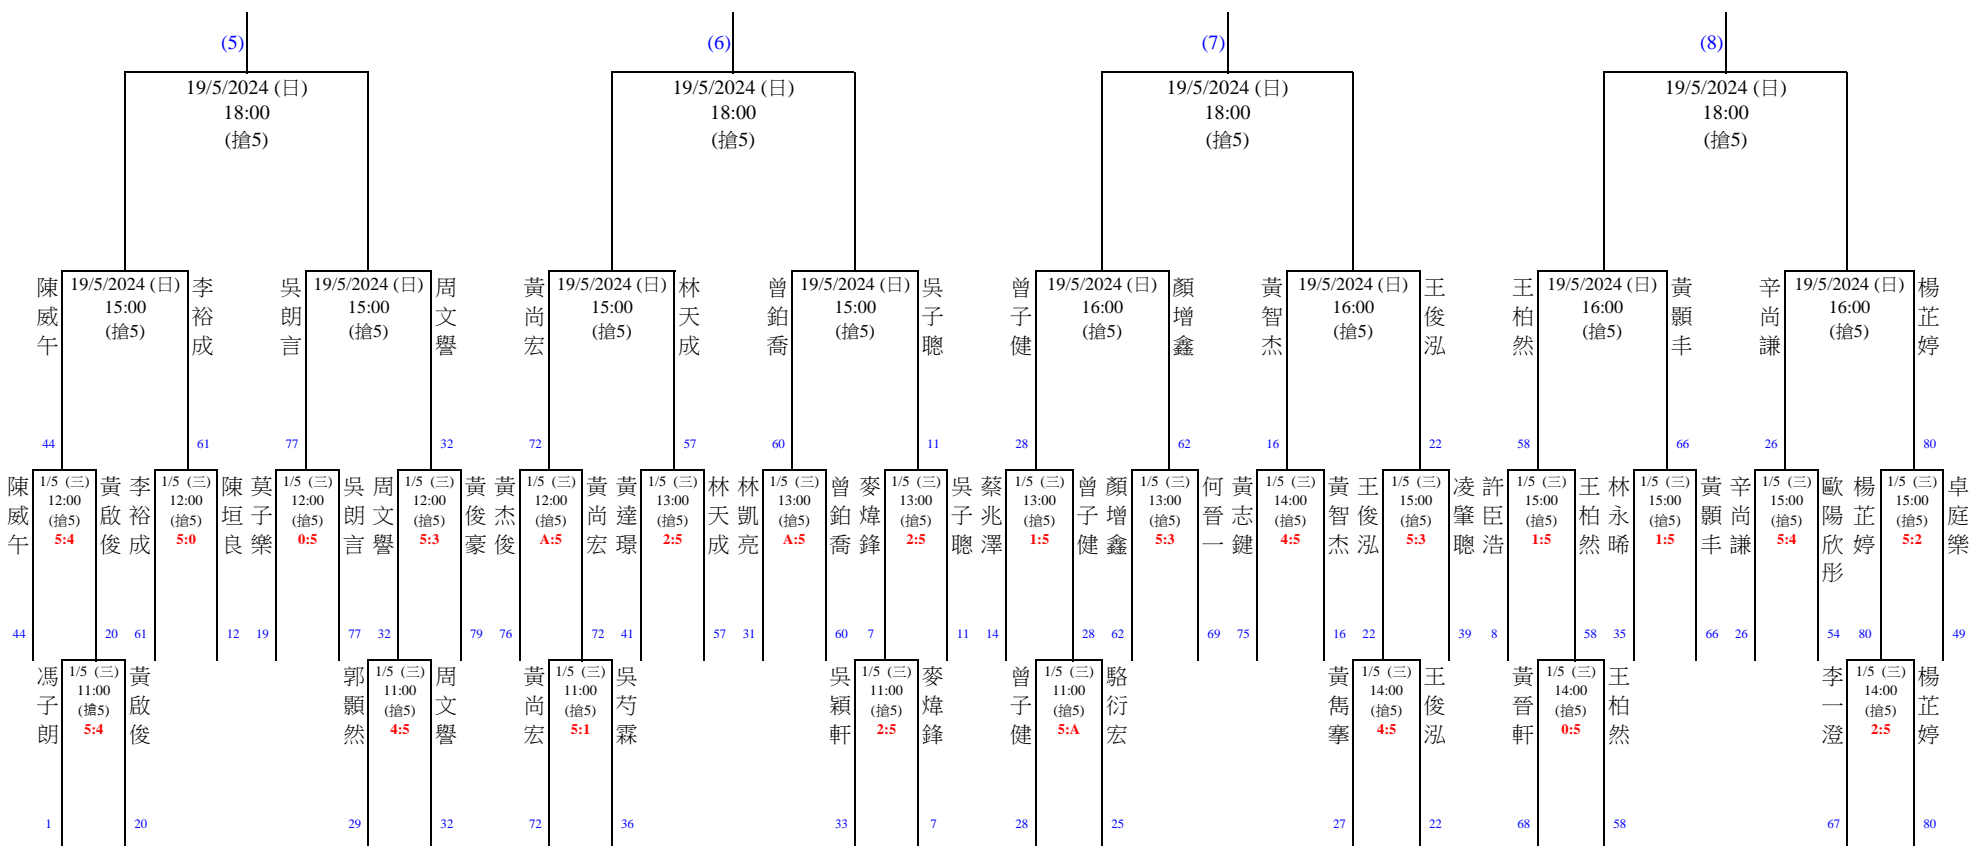 (5)
(6)
(7)
(8)
19/5/2024 (日)
18:00
(搶5)
19/5/2024 (日)
18:00
(搶5)
19/5/2024 (日)
18:00
(搶5)
19/5/2024 (日)
18:00
(搶5)
陳威午
19/5/2024 (日)
15:00
(搶5)
李裕成
吳朗言
19/5/2024 (日)
15:00
(搶5)
周文譽
黃尚宏
19/5/2024 (日)
15:00
(搶5)
林天成
曾鉑喬
19/5/2024 (日)
15:00
(搶5)
吳子聰
曾子健
19/5/2024 (日)
16:00
(搶5)
顏增鑫
黃智杰
19/5/2024 (日)
16:00
(搶5)
王俊泓
王柏然
19/5/2024 (日)
16:00
(搶5)
黃顥丰
辛尚謙
19/5/2024 (日)
16:00
(搶5)
楊芷婷
44
61
77
32
72
57
60
11
28
62
16
22
58
66
26
80
陳威午
1/5 (三)
12:00
(搶5)
5:4
黃啟俊
李裕成
1/5 (三)
12:00
(搶5)
5:0
陳垣良
莫子樂
1/5 (三)
12:00
(搶5)
0:5
吳朗言
周文譽
1/5 (三)
12:00
(搶5)
5:3
黃俊豪
黃杰俊
1/5 (三)
12:00
(搶5)
A:5
黃尚宏
黃達璟
1/5 (三)
13:00
(搶5)
2:5
林天成
林凱亮
1/5 (三)
13:00
(搶5)
A:5
曾鉑喬
麥煒鋒
1/5 (三)
13:00
(搶5)
2:5
吳子聰
蔡兆澤
1/5 (三)
13:00
(搶5)
1:5
曾子健
顏增鑫
1/5 (三)
13:00
(搶5)
5:3
何晉一
黃志鍵
1/5 (三)
14:00
(搶5)
4:5
黃智杰
王俊泓
1/5 (三)
15:00
(搶5)
5:3
凌肇聰
許臣浩
1/5 (三)
15:00
(搶5)
1:5
王柏然
林永晞
1/5 (三)
15:00
(搶5)
1:5
黃顥丰
辛尚謙
1/5 (三)
15:00
(搶5)
5:4
歐陽欣彤
楊芷婷
1/5 (三)
15:00
(搶5)
5:2
卓庭樂
44
20
61
12
19
77
32
79
76
72
41
57
31
60
7
11
14
28
62
69
75
16
22
39
8
58
35
66
26
54
80
49
馮子朗
1/5 (三)
11:00
(搶5)
5:4
黃啟俊
郭顥然
1/5 (三)
11:00
(搶5)
4:5
周文譽
黃尚宏
1/5 (三)
11:00
(搶5)
5:1
吳芍霖
吳穎軒
1/5 (三)
11:00
(搶5)
2:5
麥煒鋒
曾子健
1/5 (三)
11:00
(搶5)
5:A
駱衍宏
黃雋搴
1/5 (三)
14:00
(搶5)
4:5
王俊泓
黃晉軒
1/5 (三)
14:00
(搶5)
0:5
王柏然
李一澄
1/5 (三)
14:00
(搶5)
2:5
楊芷婷
1
20
29
32
72
36
33
7
28
25
27
22
68
58
67
80